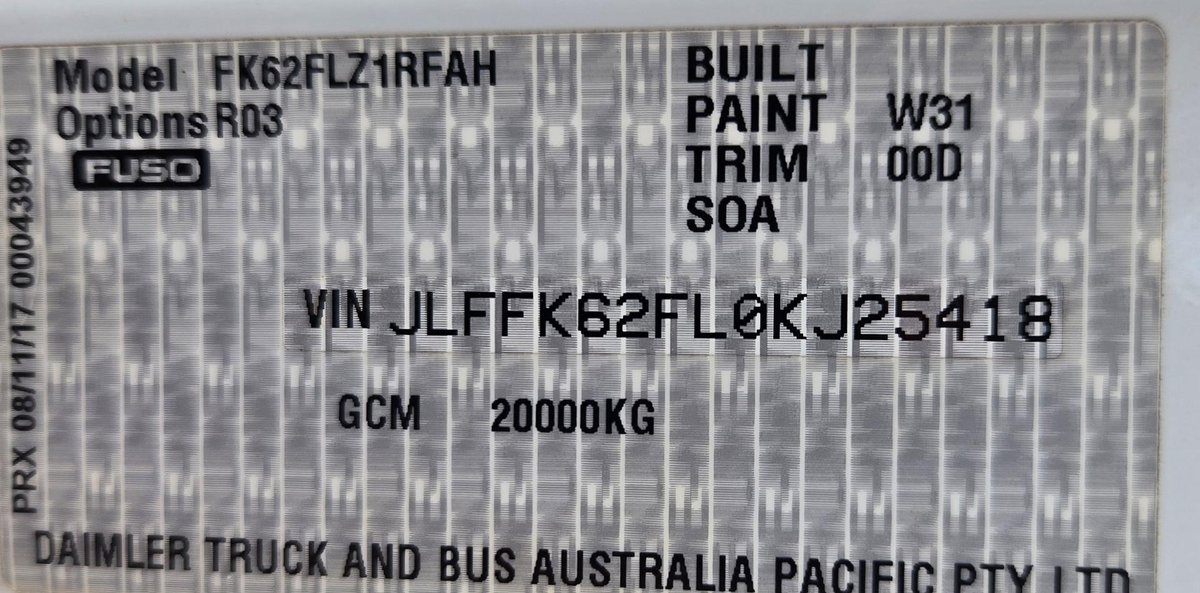 Model FK62FLZ1RFAH
Options R03
FUSO
BUILT
PAINT W31
TRIM 00D
SOA
VIN JLFFK62FL0KJ25418
GCM 20000KG
PRX 08/11/17 00043949
DAIMLER TRUCK AND BUS AUSTRALIA PACIFIC PTY LTD